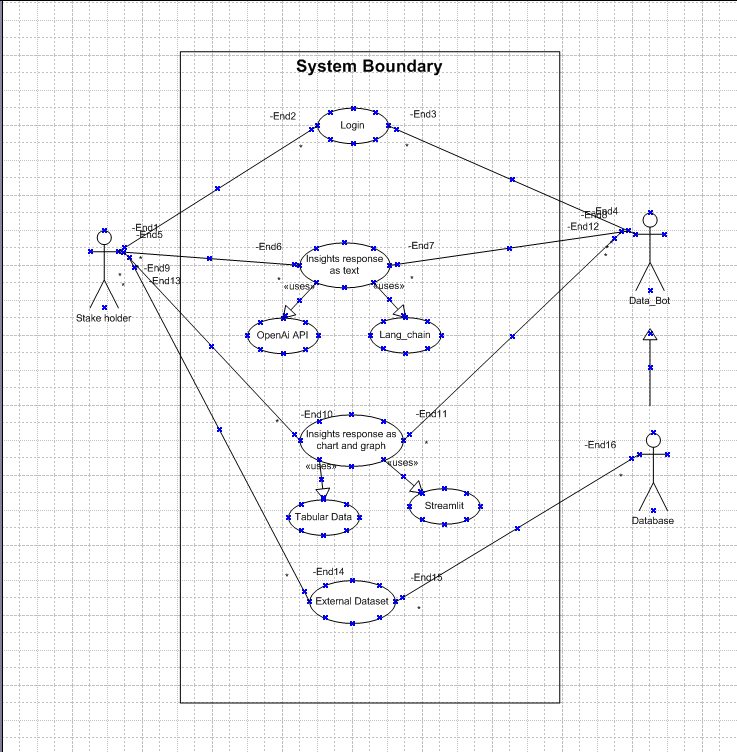 System Boundary
-End2
Login
-End3
*
*
-End1
-End5
-End4
-End8
-End12
-End6
Insights response
as text
-End7
*
*
*
*
*
*
*
-End9
-End13
«uses»
«uses»
Stake holder
Data_Bot
OpenAi API
Lang_chain
-End10
-End11
*
*
Insights response as
chart and graph
«uses»
«uses»
-End16
*
Tabular Data
Streamlit
Database
-End14
-End15
*
*
External Dataset